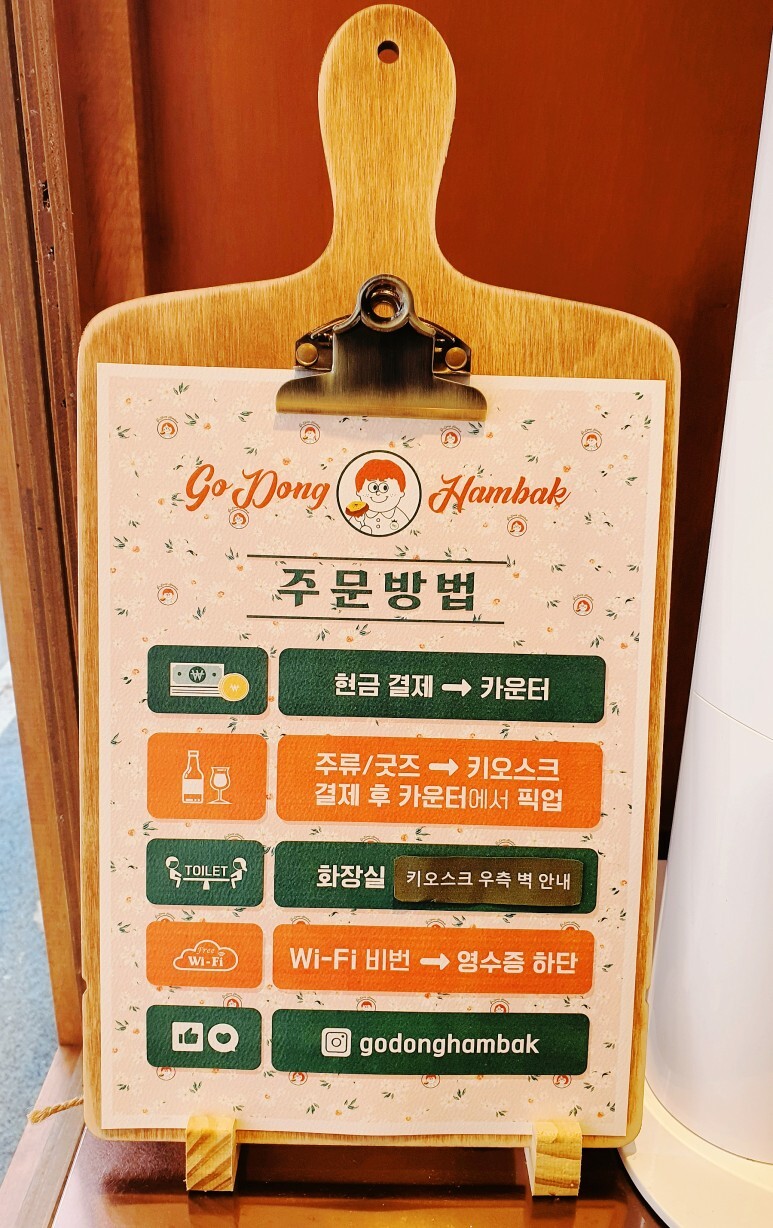 Go Dong Hambak
주문방법
현금 결제 → 카운터
주류/굿즈 → 키오스크
결제 후 카운터에서 픽업
TOILET
화장실 키오스크 우측 벽 안내
Free
Wi-Fi
Wi-Fi 비번 → 영수증 하단
godonghambak